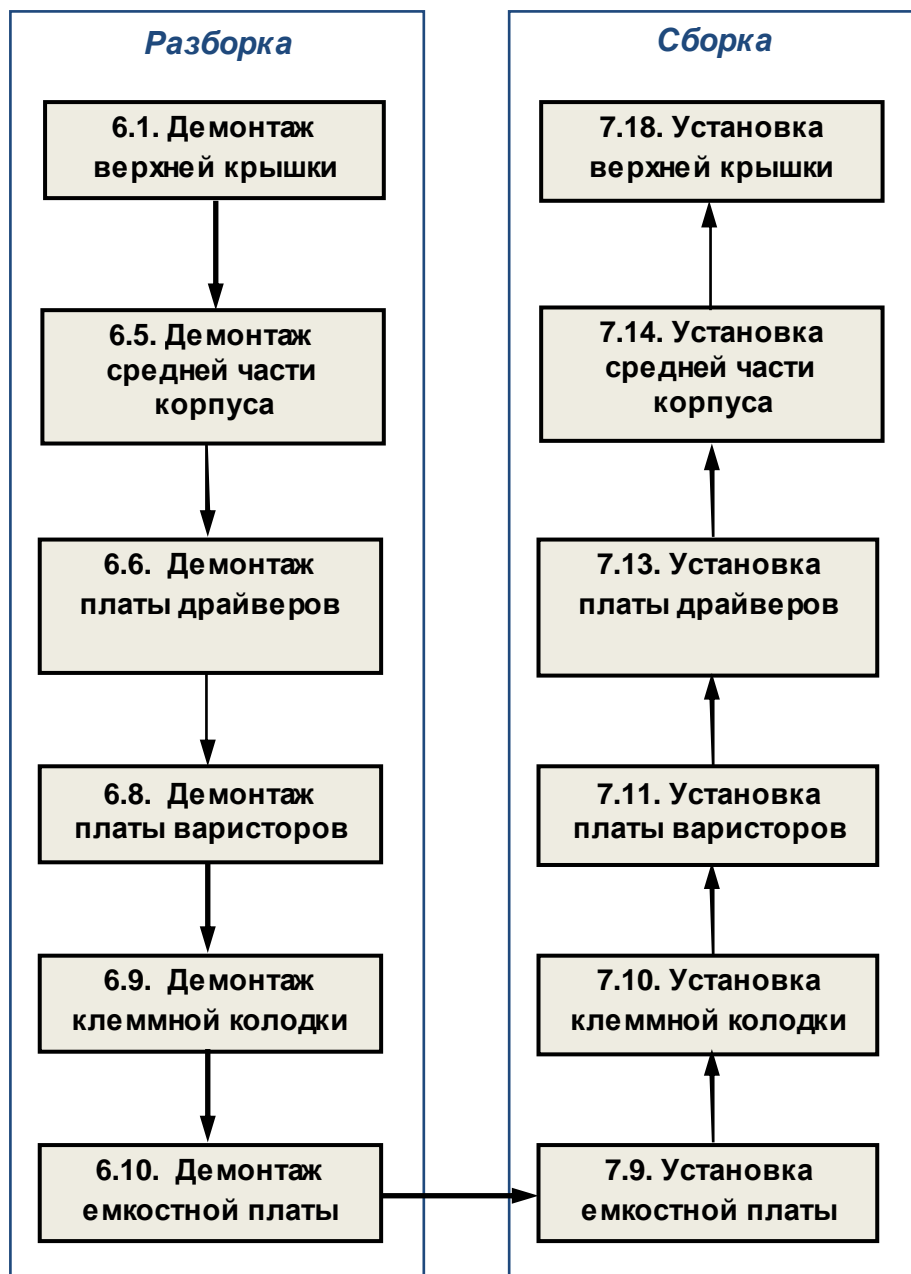 Разборка
6.1. Демонтаж
верхней крышки
6.5. Демонтаж
средней части
корпуса
6.6. Демонтаж
платы драйверов
6.8. Демонтаж
платы варисторов
6.9. Демонтаж
клеммной колодки
6.10. Демонтаж
емкостной платы
Сборка
7.18. Установка
верхней крышки
7.14. Установка
средней части
корпуса
7.13. Установка
платы драйверов
7.11. Установка
платы варисторов
7.10. Установка
клеммной колодки
7.9. Установка
емкостной платы